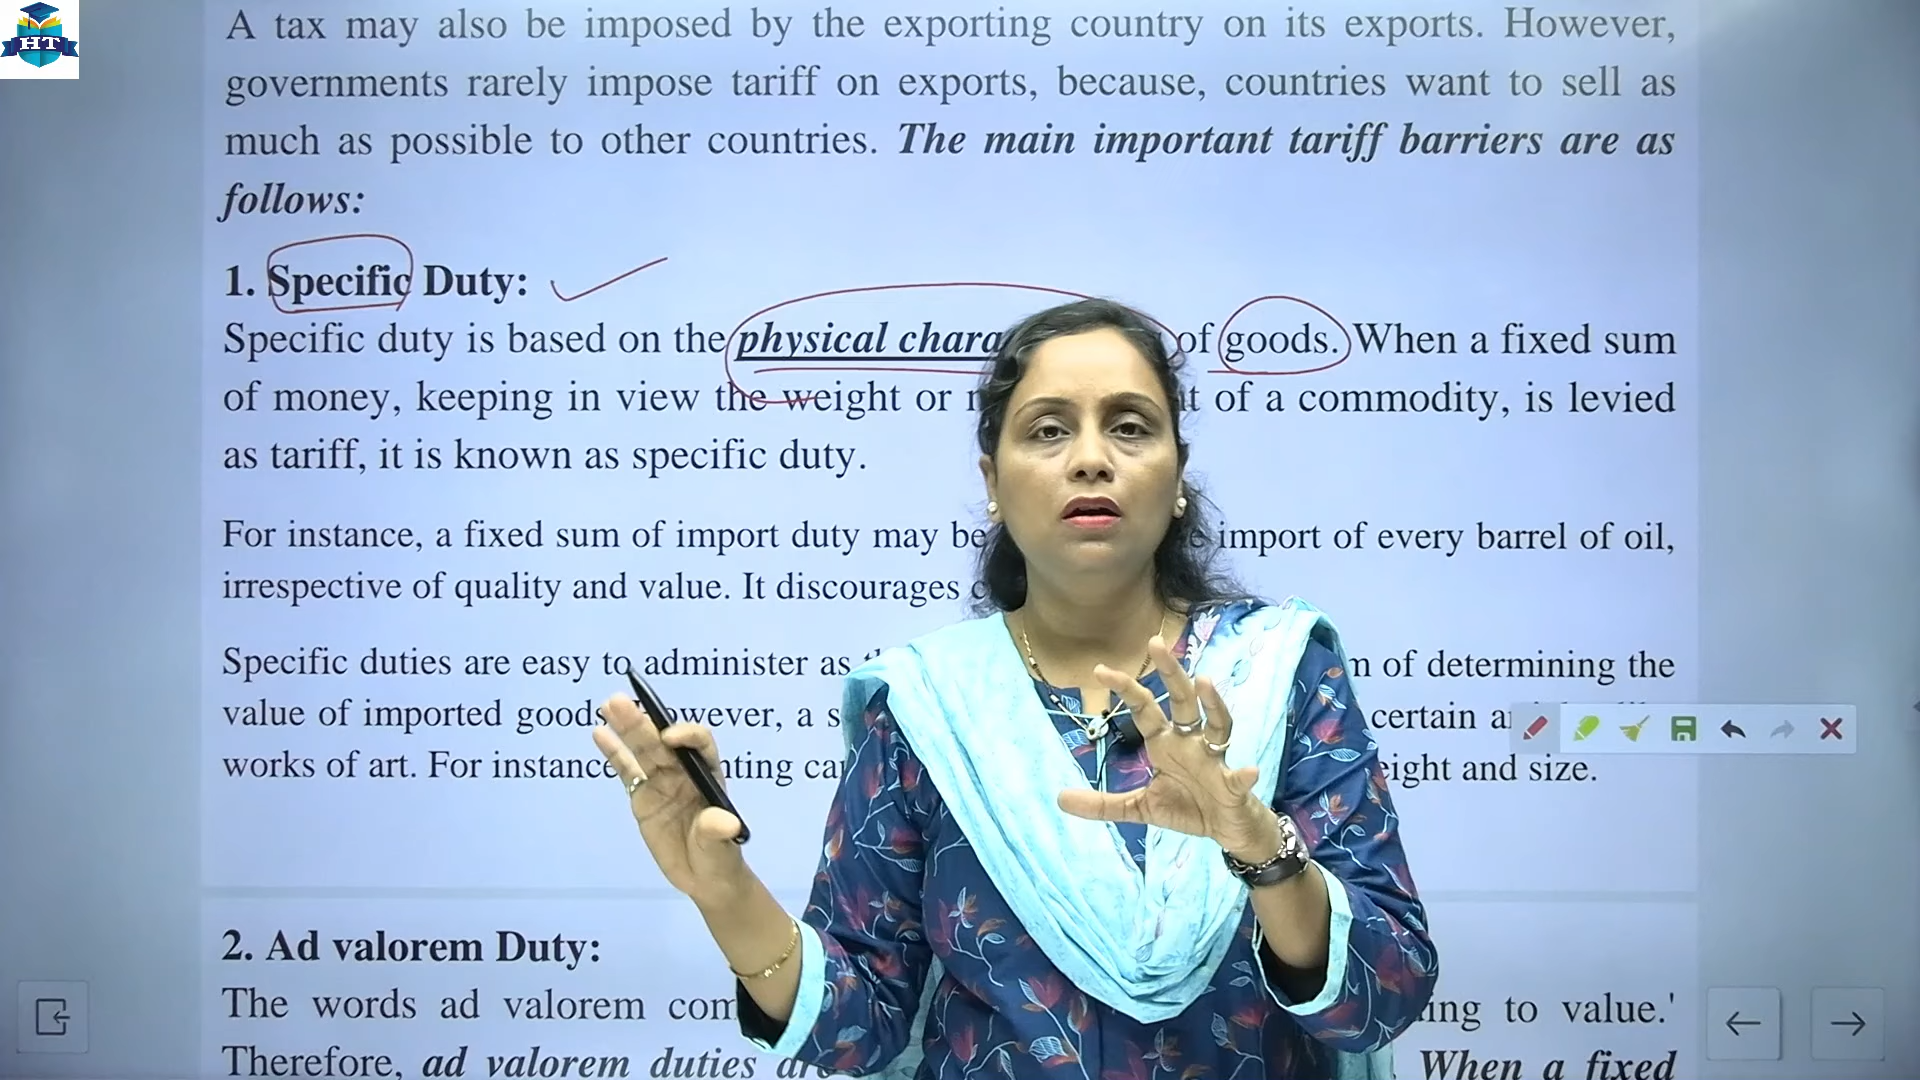 HT
A tax may also be imposed by the exporting country on its exports. However,
governments rarely impose tariff on exports, because, countries want to sell as
much as possible to other countries. The main important tariff barriers are as
follows:
1. Specific Duty:
Specific duty is based on the physical of goods. When a fixed sum
of money, keeping in view the weight or of a commodity, is levied
as tariff, it is known as specific duty.
For instance, a fixed sum of import duty may be import of every barrel of oil,
irrespective of quality and value. It discourages
Specific duties are easy to administer as of determining the
value of imported goods. However, a certain
works of art. For instance and size.
2. Ad valorem Duty:
The words ad valorem to value.'
Therefore, ad valorem duties When a fixed